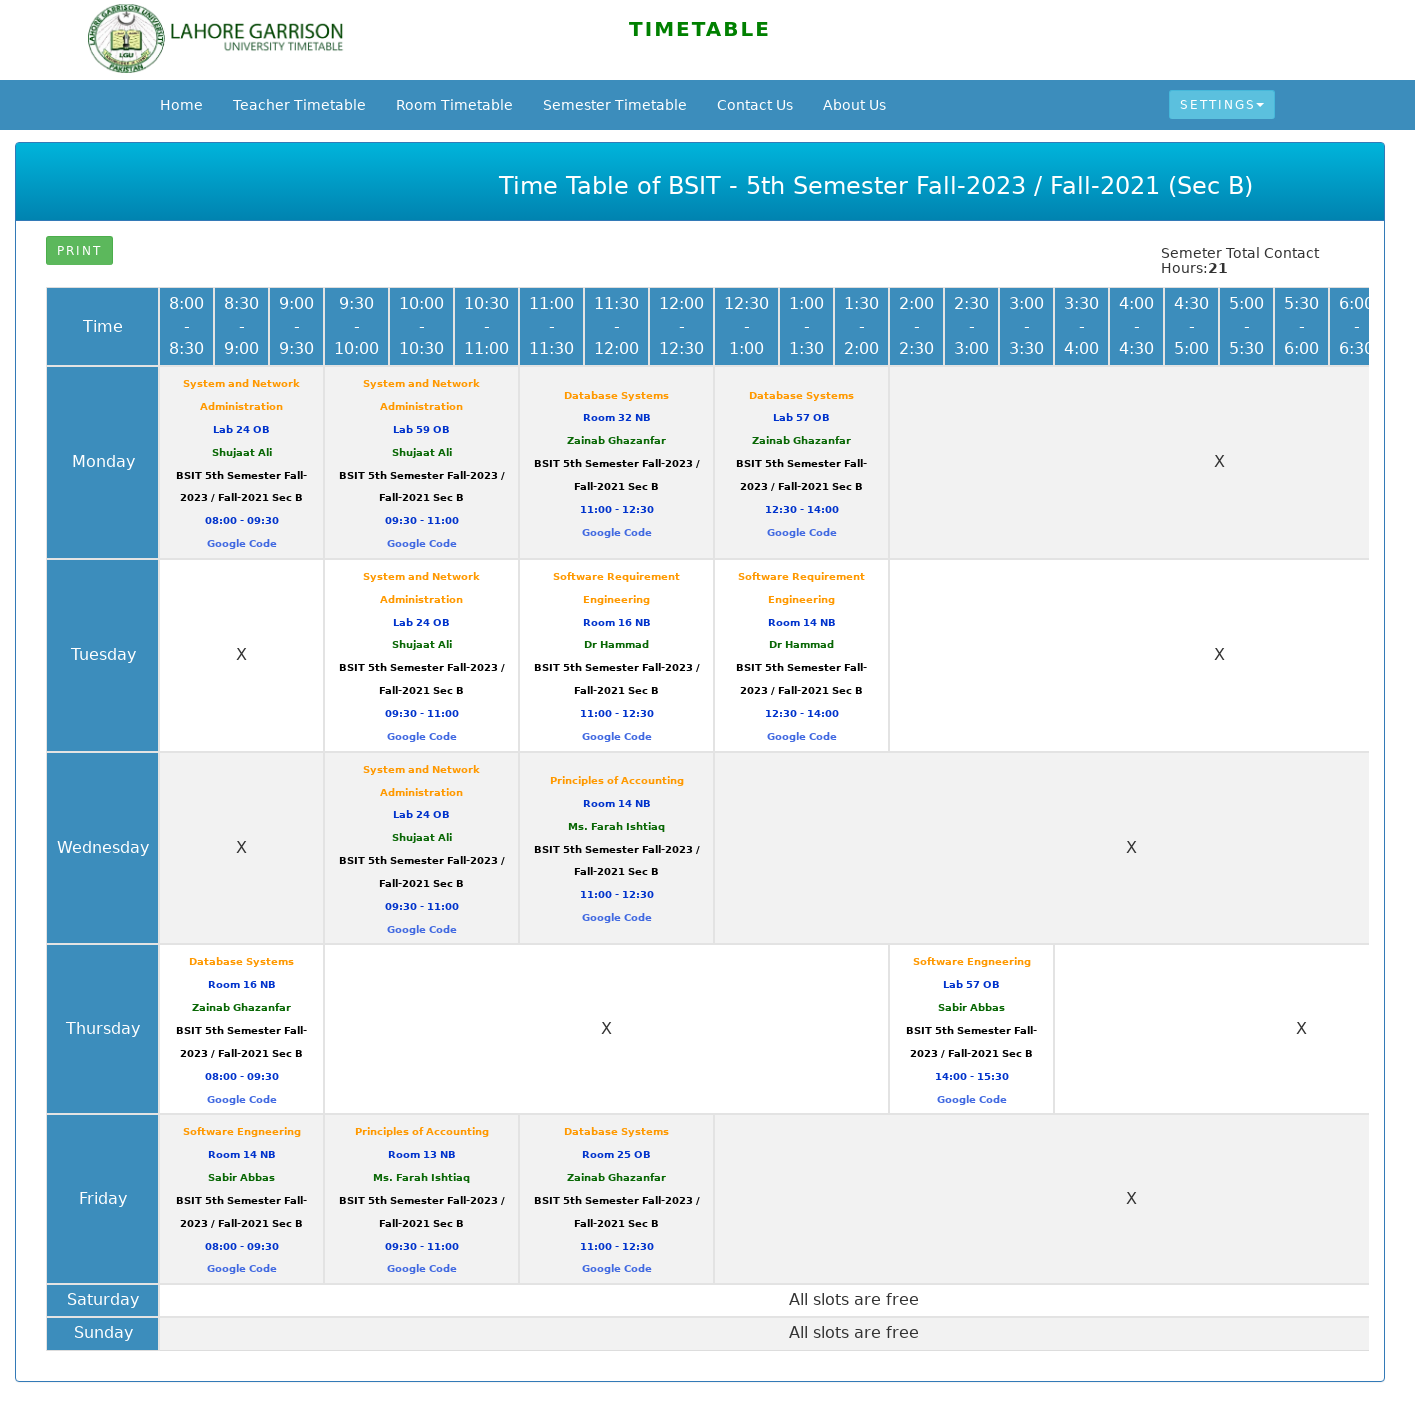 LAHORE GARRISON
UNIVERSITY TIMETABLE
TIMETABLE
Home Teacher Timetable Room Timetable Semester Timetable Contact Us About Us SETTINGS
Time Table of BSIT - 5th Semester Fall-2023 / Fall-2021 (Sec B)
PRINT
Semeter Total Contact
Hours:21
Time
8:00 - 8:30
8:30 - 9:00
9:00 - 9:30
9:30 - 10:00
10:00 - 10:30
10:30 - 11:00
11:00 - 11:30
11:30 - 12:00
12:00 - 12:30
12:30 - 1:00
1:00 - 1:30
1:30 - 2:00
2:00 - 2:30
2:30 - 3:00
3:00 - 3:30
3:30 - 4:00
4:00 - 4:30
4:30 - 5:00
5:00 - 5:30
5:30 - 6:00
6:00 - 6:30
Monday
System and Network
Administration
Lab 24 OB
Shujaat Ali
BSIT 5th Semester Fall-
2023 / Fall-2021 Sec B
08:00 - 09:30
Google Code
System and Network
Administration
Lab 59 OB
Shujaat Ali
BSIT 5th Semester Fall-2023 /
Fall-2021 Sec B
09:30 - 11:00
Google Code
Database Systems
Room 32 NB
Zainab Ghazanfar
BSIT 5th Semester Fall-2023 /
Fall-2021 Sec B
11:00 - 12:30
Google Code
Database Systems
Lab 57 OB
Zainab Ghazanfar
BSIT 5th Semester Fall-
2023 / Fall-2021 Sec B
12:30 - 14:00
Google Code
X
Tuesday
X
System and Network
Administration
Lab 24 OB
Shujaat Ali
BSIT 5th Semester Fall-2023 /
Fall-2021 Sec B
09:30 - 11:00
Google Code
Software Requirement
Engineering
Room 16 NB
Dr Hammad
BSIT 5th Semester Fall-2023 /
Fall-2021 Sec B
11:00 - 12:30
Google Code
Software Requirement
Engineering
Room 14 NB
Dr Hammad
BSIT 5th Semester Fall-
2023 / Fall-2021 Sec B
12:30 - 14:00
Google Code
X
Wednesday
X
System and Network
Administration
Lab 24 OB
Shujaat Ali
BSIT 5th Semester Fall-2023 /
Fall-2021 Sec B
09:30 - 11:00
Google Code
Principles of Accounting
Room 14 NB
Ms. Farah Ishtiaq
BSIT 5th Semester Fall-2023 /
Fall-2021 Sec B
11:00 - 12:30
Google Code
X
Thursday
Database Systems
Room 16 NB
Zainab Ghazanfar
BSIT 5th Semester Fall-
2023 / Fall-2021 Sec B
08:00 - 09:30
Google Code
X
Software Engneering
Lab 57 OB
Sabir Abbas
BSIT 5th Semester Fall-
2023 / Fall-2021 Sec B
14:00 - 15:30
Google Code
X
Friday
Software Engneering
Room 14 NB
Sabir Abbas
BSIT 5th Semester Fall-
2023 / Fall-2021 Sec B
08:00 - 09:30
Google Code
Principles of Accounting
Room 13 NB
Ms. Farah Ishtiaq
BSIT 5th Semester Fall-2023 /
Fall-2021 Sec B
09:30 - 11:00
Google Code
Database Systems
Room 25 OB
Zainab Ghazanfar
BSIT 5th Semester Fall-2023 /
Fall-2021 Sec B
11:00 - 12:30
Google Code
X
Saturday
All slots are free
Sunday
All slots are free